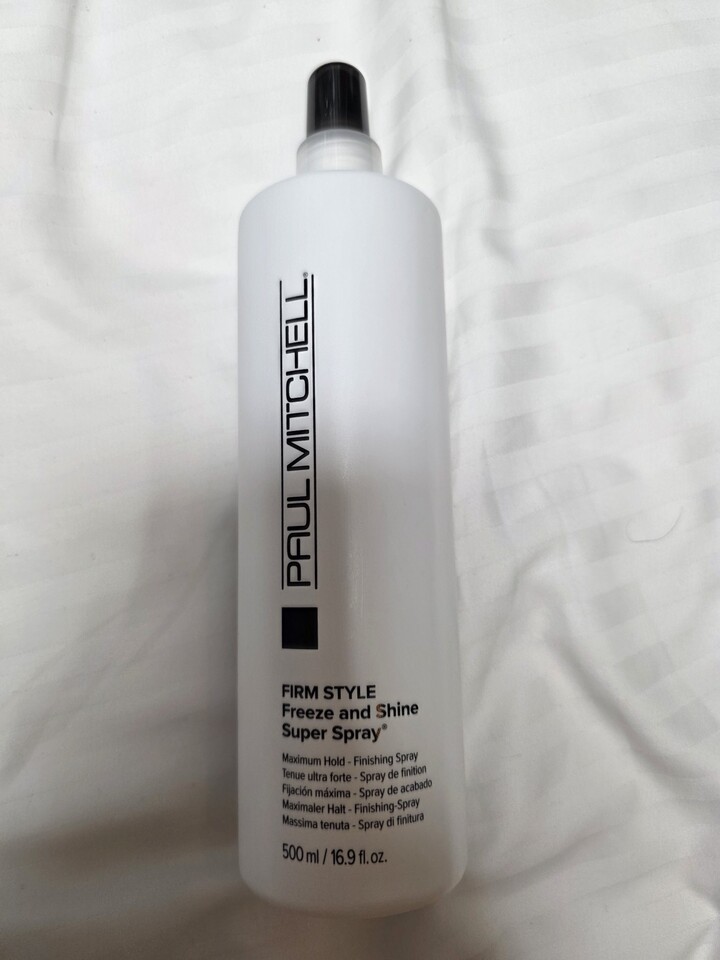 PAUL MITCHELL®
FIRM STYLE
Freeze and Shine
Super Spray®
Maximum Hold - Finishing Spray
Tenue ultra forte - Spray de finition
Fijación máxima - Spray de acabado
Maximaler Halt - Finishing-Spray
Massima tenuta - Spray di finitura
500 ml / 16.9 fl. oz.